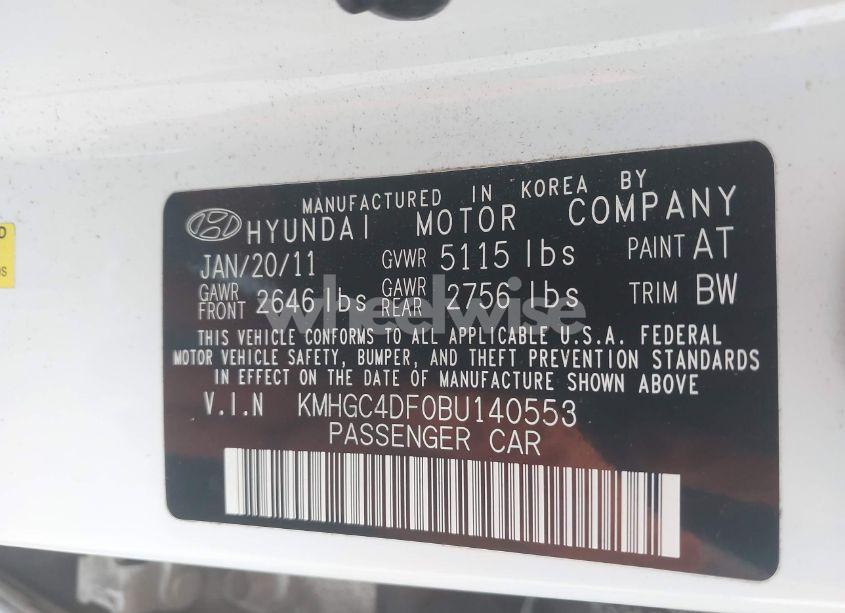 MANUFACTURED IN KOREA BY
HYUNDAI MOTOR COMPANY
JAN/20/11 GVWR 5115 lbs PAINT AT
GAWR FRONT 2646 lbs GAWR REAR 2756 lbs TRIM BW
wheelwise
THIS VEHICLE CONFORMS TO ALL APPLICABLE U.S.A. FEDERAL
MOTOR VEHICLE SAFETY, BUMPER, AND THEFT PREVENTION STANDARDS
IN EFFECT ON THE DATE OF MANUFACTURE SHOWN ABOVE
V.I.N KMHGC4DF0BU140553
PASSENGER CAR